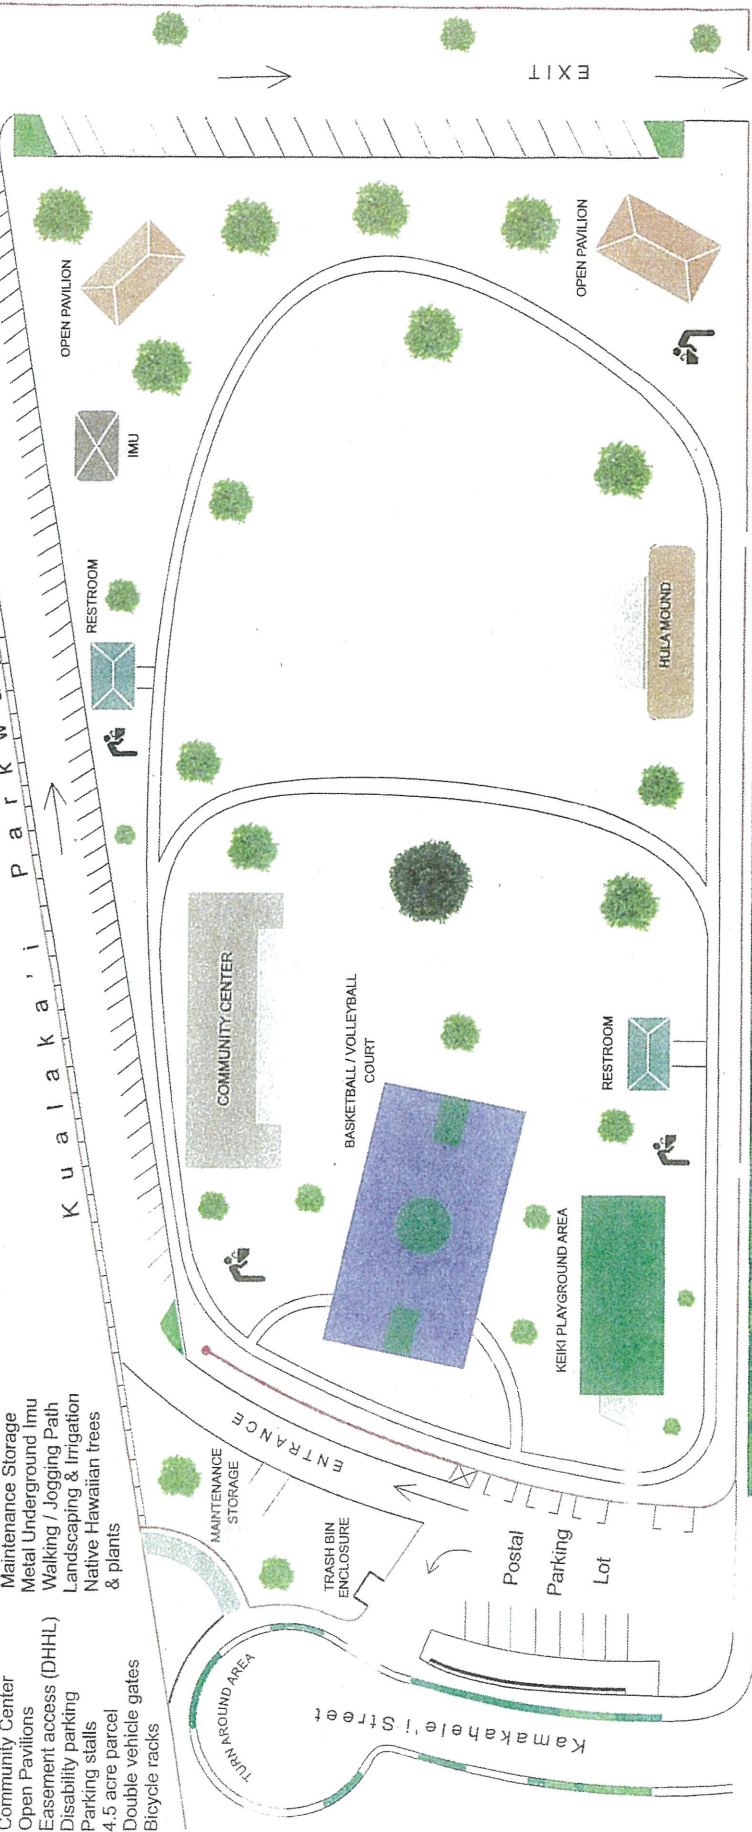 Community Center
Open Pavilions
Easement access (DHHL)
Disability parking
Parking stalls
4.5 acre parcel
Double vehicle gates
Bicycle racks
Maintenance Storage
Metal Underground Imu
Walking / Jogging Path
Landscaping & Irrigation
Native Hawaiian trees
& plants
Kualaka'i
EXIT
OPEN PAVILION
IMU
RESTROOM
OPEN PAVILION
HULA MOUND
COMMUNITY CENTER
BASKETBALL / VOLLEYBALL
COURT
RESTROOM
KEIKI PLAYGROUND AREA
ENTRANCE
MAINTENANCE
STORAGE
TRASH BIN
ENCLOSURE
Postal
Parking
Lot
TURN AROUND AREA
Kamakahele'i Street